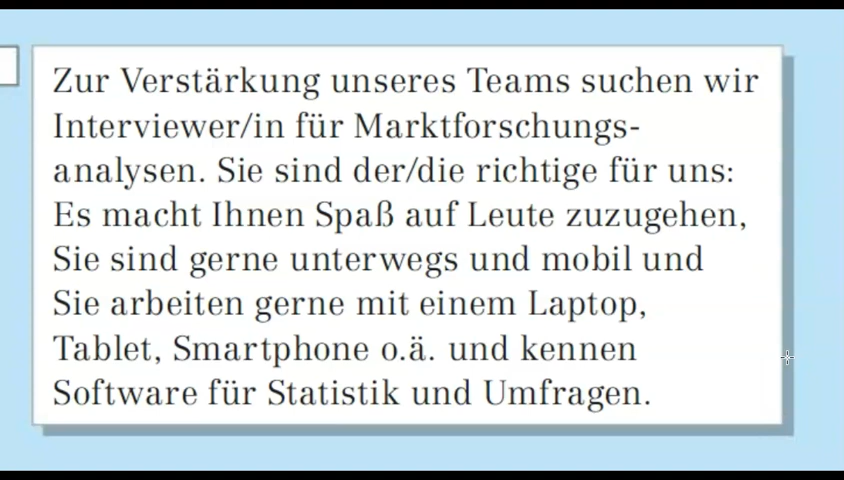 Zur Verstärkung unseres Teams suchen wir
Interviewer/in für Marktforschungs-
analysen. Sie sind der/die richtige für uns:
Es macht Ihnen Spaß auf Leute zuzugehen,
Sie sind gerne unterwegs und mobil und
Sie arbeiten gerne mit einem Laptop,
Tablet, Smartphone o.ä. und kennen
Software für Statistik und Umfragen.